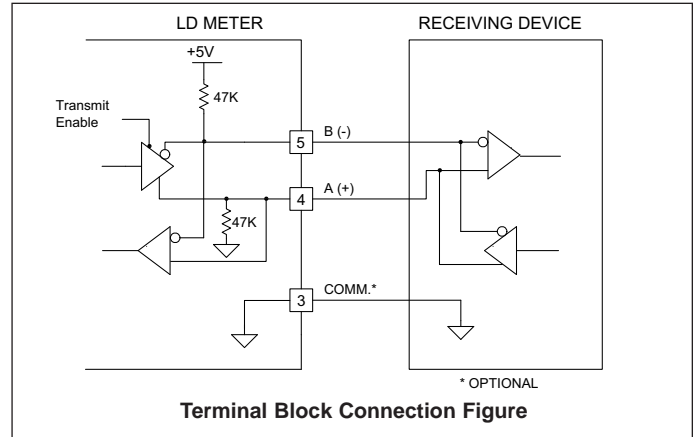 LD METER
RECEIVING DEVICE
+5V
47K
Transmit
Enable
5
B (-)
4
A (+)
47K
3
COMM.*
* OPTIONAL
Terminal Block Connection Figure